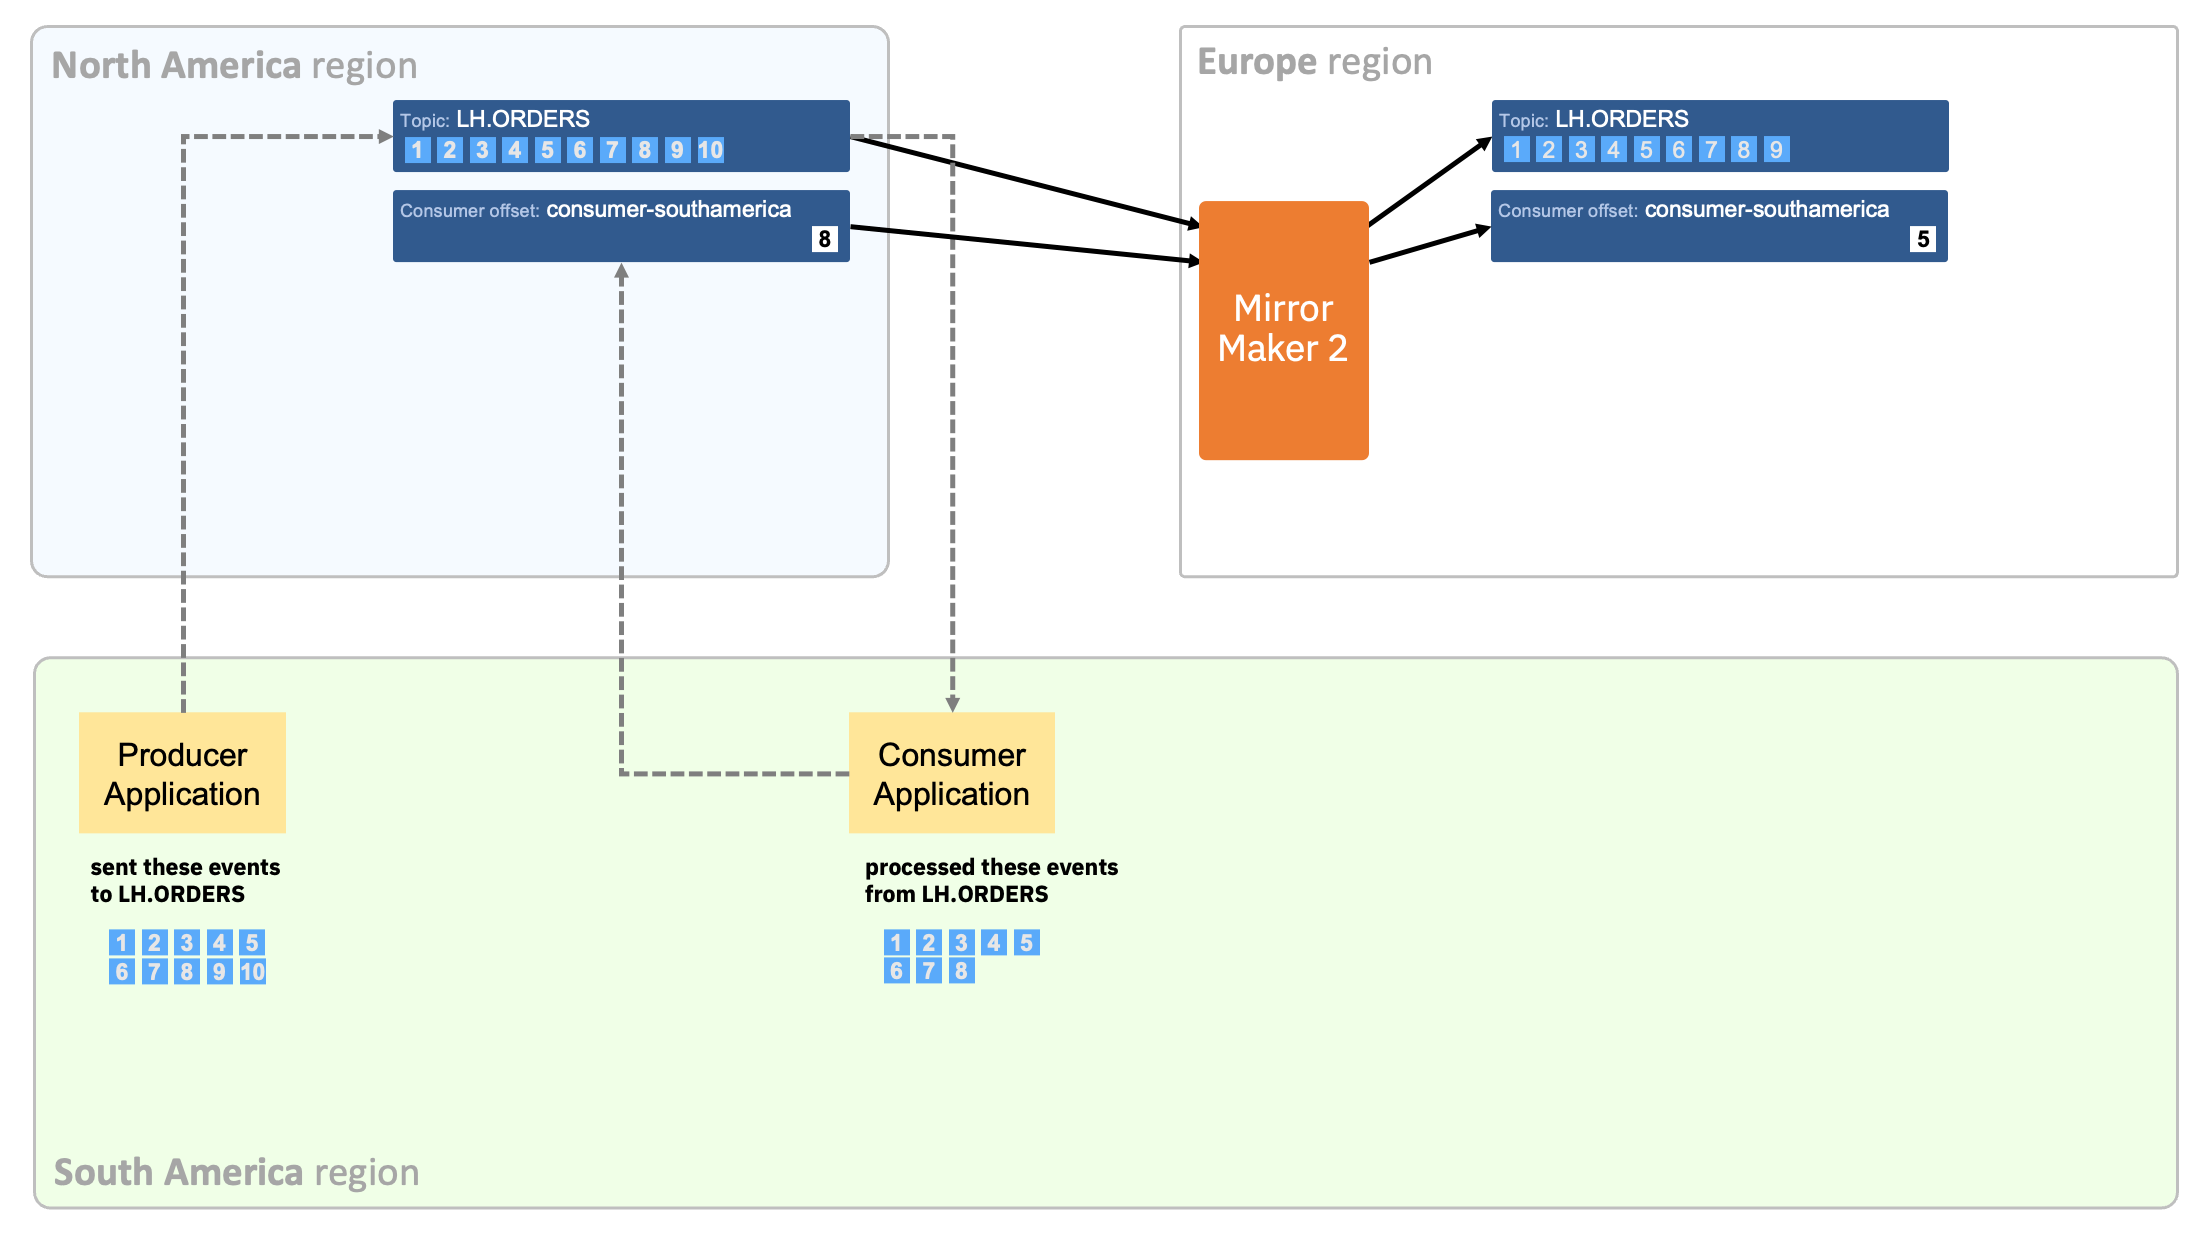 North America region
Topic: LH.ORDERS
1 2 3 4 5 6 7 8 9 10
Consumer offset: consumer-southamerica
8
Europe region
Topic: LH.ORDERS
1 2 3 4 5 6 7 8 9
Consumer offset: consumer-southamerica
5
Mirror
Maker 2
Producer
Application
sent these events
to LH.ORDERS
1 2 3 4 5
6 7 8 9 10
Consumer
Application
processed these events
from LH.ORDERS
1 2 3 4 5
6 7 8
South America region